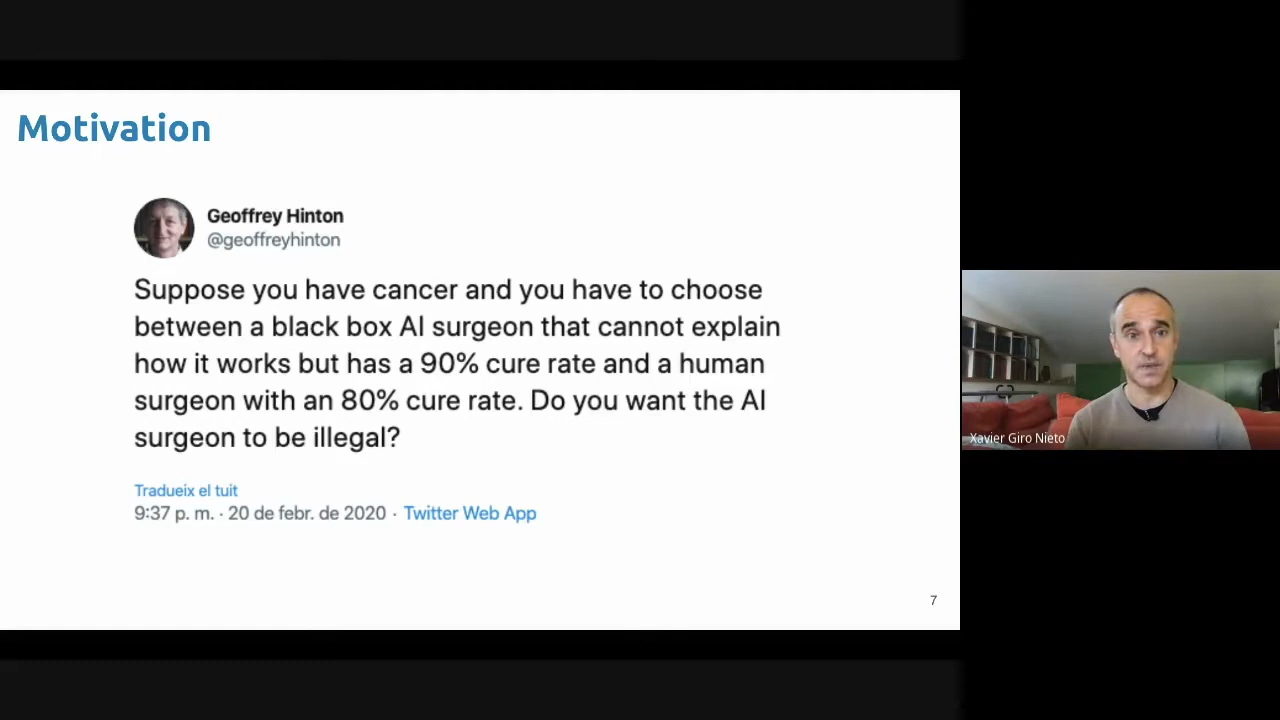 Motivation
Geoffrey Hinton
@geoffreyhinton
Suppose you have cancer and you have to choose
between a black box AI surgeon that cannot explain
how it works but has a 90% cure rate and a human
surgeon with an 80% cure rate. Do you want the AI
surgeon to be illegal?
Tradueix el tuit
9:37 p. m. · 20 de febr. de 2020 · Twitter Web App
7
Xavier Giro Nieto